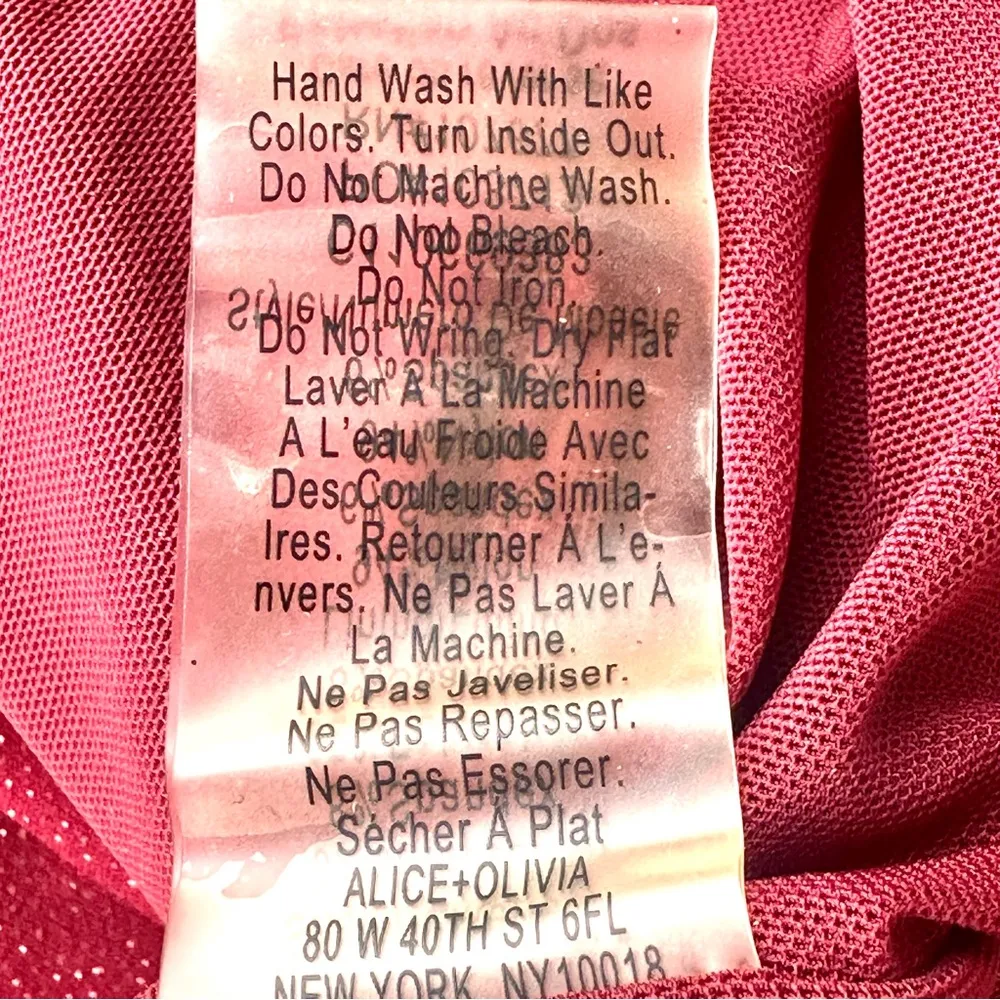 Hand Wash With Like
Colors. Turn Inside Out.
Do Not Machine Wash.
Do Not Bleach.
Do Not Iron.
Do Not Wring. Dry Flat
Laver A La Machine
A L'eau Froide Avec
Des Couleurs Simila-
Ires. Retourner Á L'e-
nvers. Ne Pas Laver Á
La Machine.
Ne Pas Javeliser.
Ne Pas Repasser.
Ne Pas Essorer.
Sécher Á Plat
ALICE+OLIVIA
80 W 40TH ST 6FL
NEW YORK, NY10018